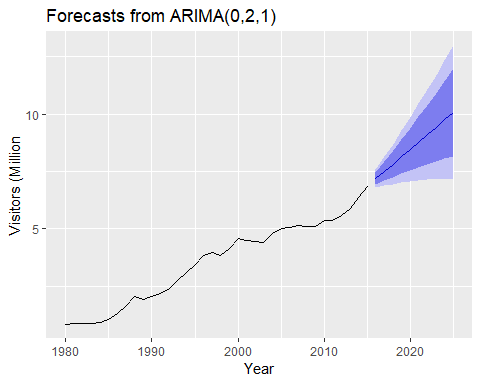 Forecasts from ARIMA(0,2,1)
Visitors (Million
10
5
1980 1990 2000 2010 2020
Year